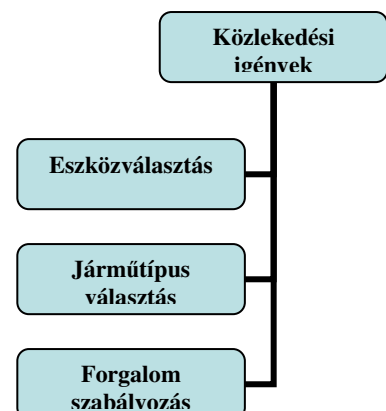 Közlekedési
igények
Eszközválasztás
Járműtípus
választás
Forgalom
szabályozás